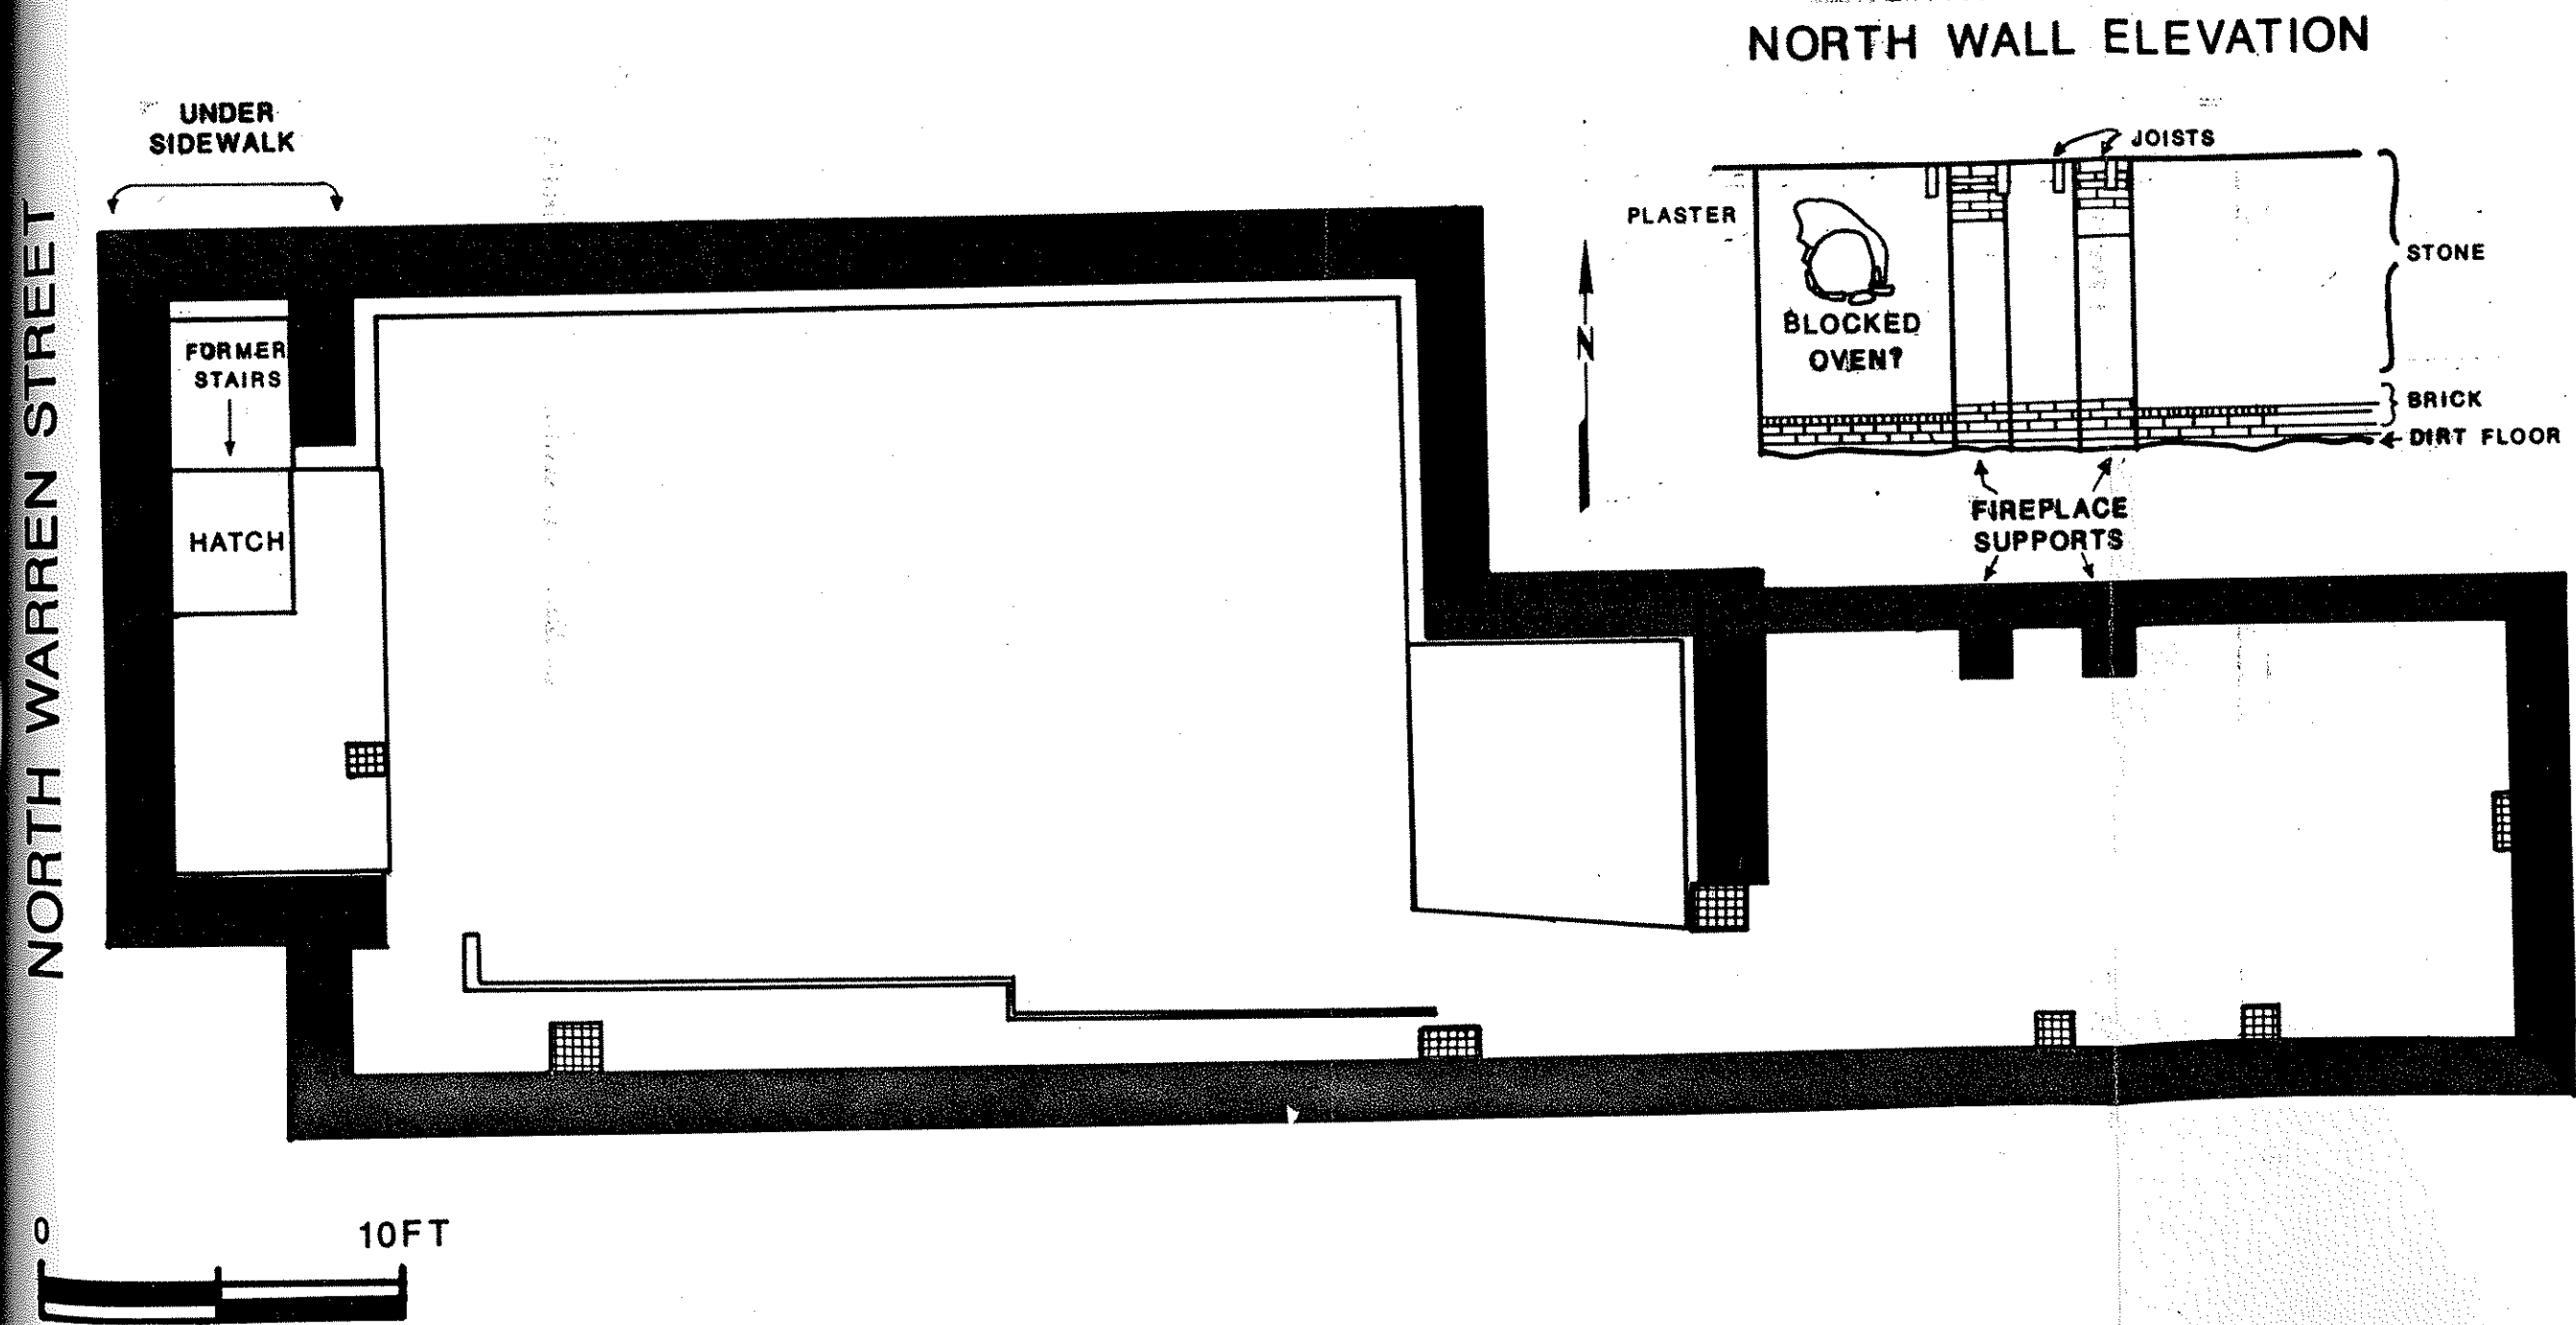 NORTH WALL ELEVATION
UNDER
SIDEWALK
JOISTS
PLASTER
STONE
NORTH WARREN STREET
N
FORMER
STAIRS
BLOCKED
OVEN?
BRICK
DIRT FLOOR
HATCH
FIREPLACE
SUPPORTS
0
10FT